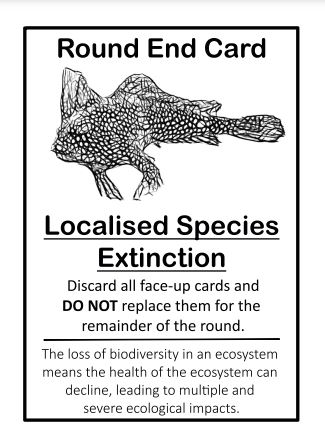 Round End Card
Localised Species
Extinction
Discard all face-up cards and
DO NOT replace them for the
remainder of the round.
The loss of biodiversity in an ecosystem
means the health of the ecosystem can
decline, leading to multiple and
severe ecological impacts.